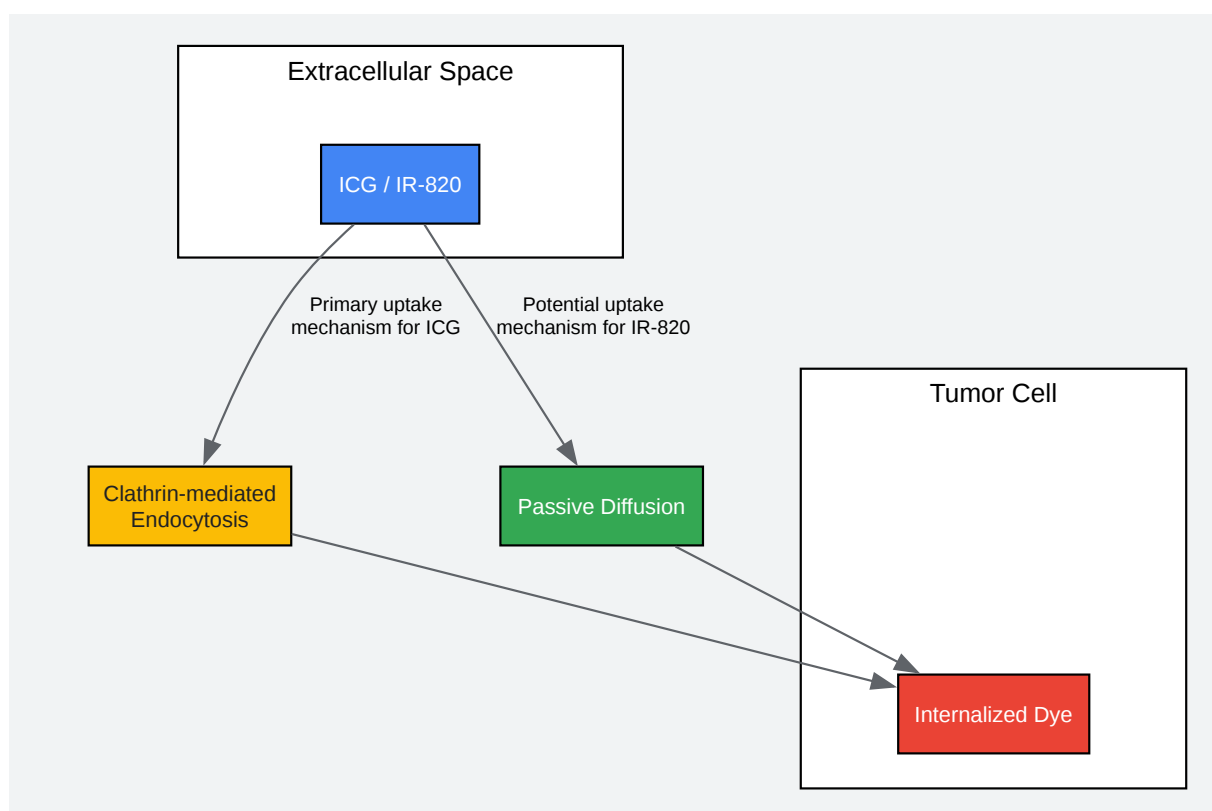 Extracellular Space
ICG / IR-820
Primary uptake
mechanism for ICG
Potential uptake
mechanism for IR-820
Tumor Cell
Clathrin-mediated
Endocytosis
Passive Diffusion
Internalized Dye